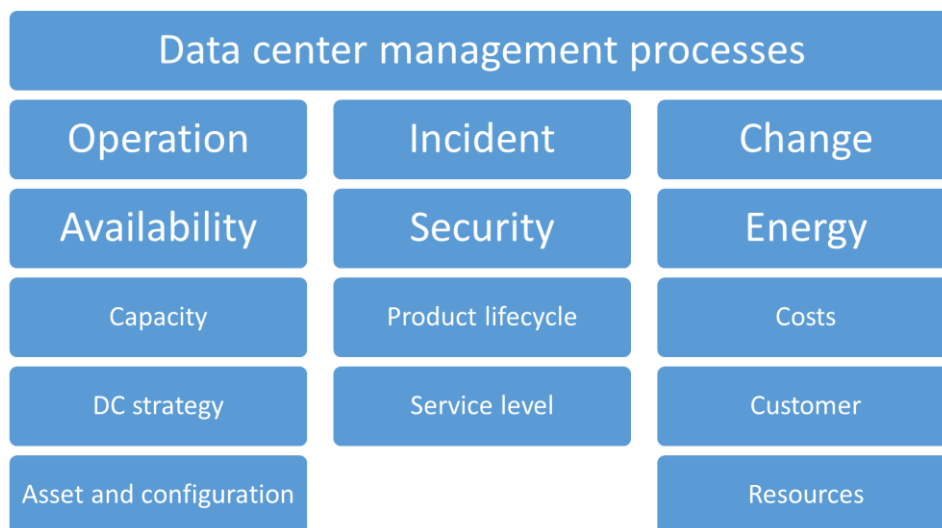 Data center management processes
Operation
Incident
Change
Availability
Security
Energy
Capacity
Product lifecycle
Costs
DC strategy
Service level
Customer
Asset and configuration
Resources